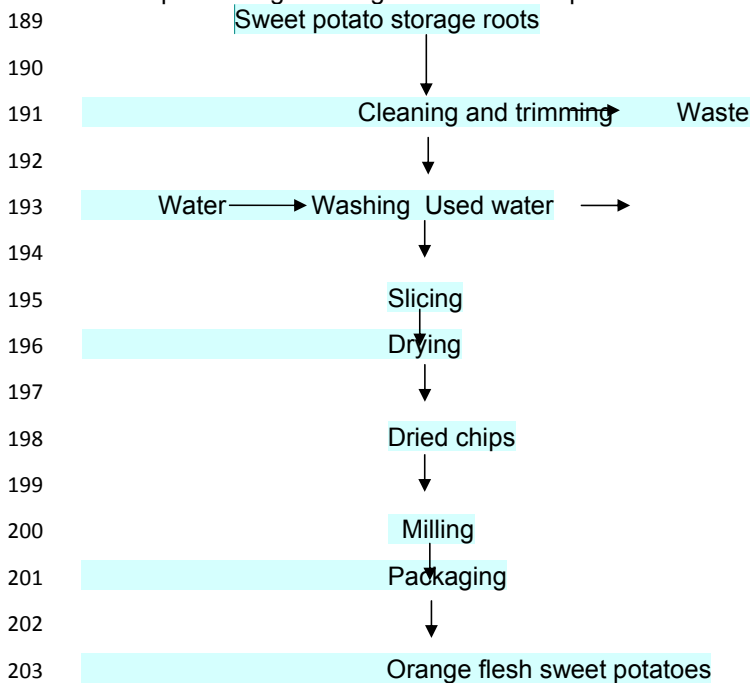 189 Sweet potato storage roots
190
191 Cleaning and trimming Waste
192
193 Water Washing Used water
194
195 Slicing
196 Drying
197
198 Dried chips
199
200 Milling
201 Packaging
202
203 Orange flesh sweet potatoes